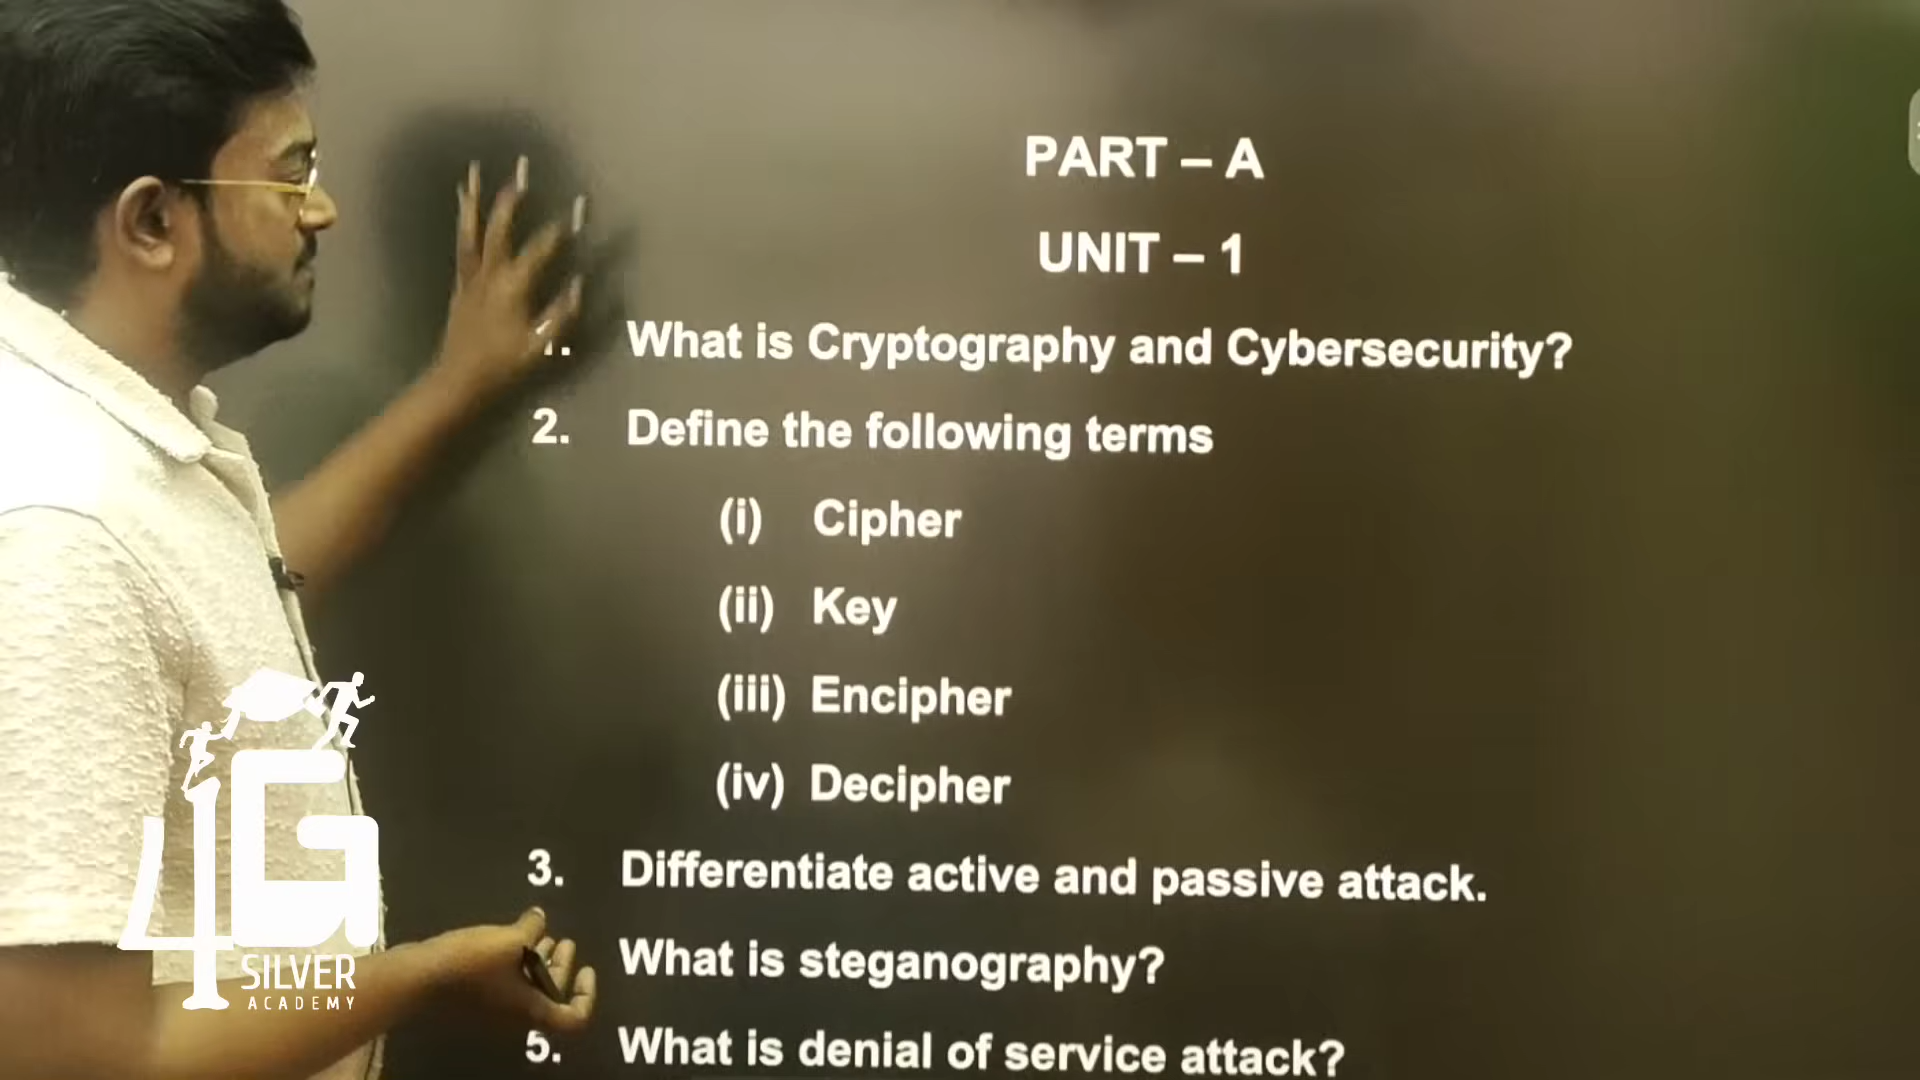 PART – A
UNIT – 1
1. What is Cryptography and Cybersecurity?
2. Define the following terms
(i) Cipher
(ii) Key
(iii) Encipher
(iv) Decipher
3. Differentiate active and passive attack.
What is steganography?
5. What is denial of service attack?
4G
SILVER
ACADEMY